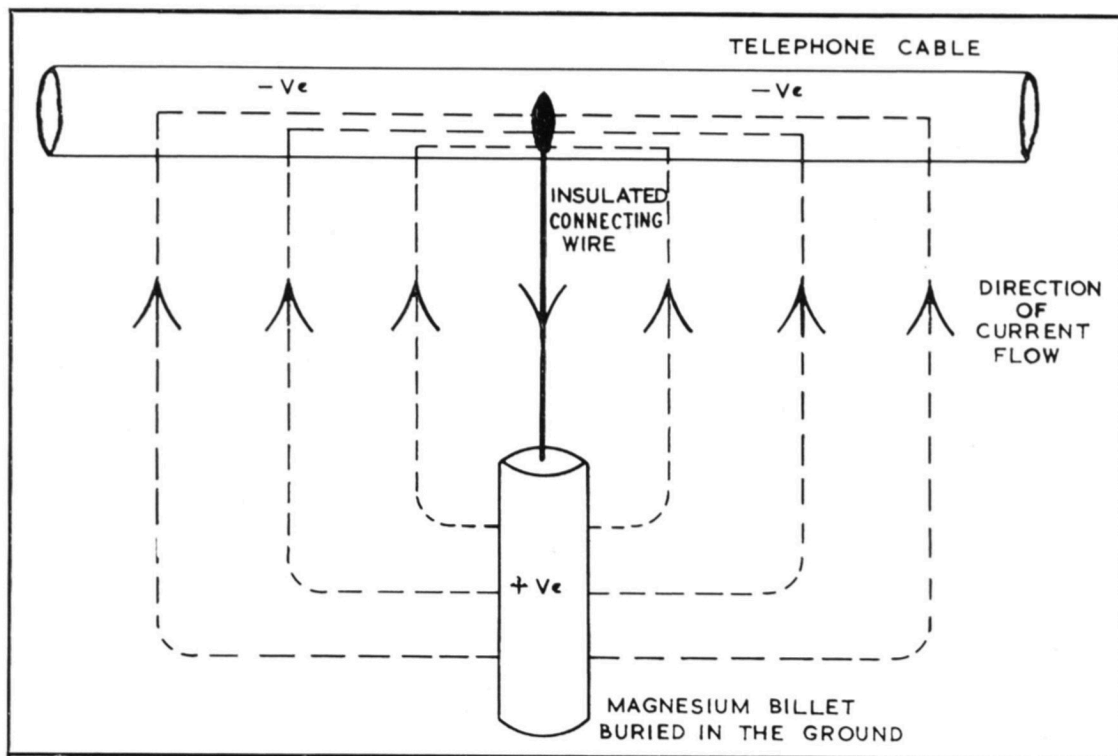 TELEPHONE CABLE
- Ve
- Ve
INSULATED
CONNECTING
WIRE
DIRECTION
OF
CURRENT
FLOW
+ Ve
MAGNESIUM BILLET
BURIED IN THE GROUND